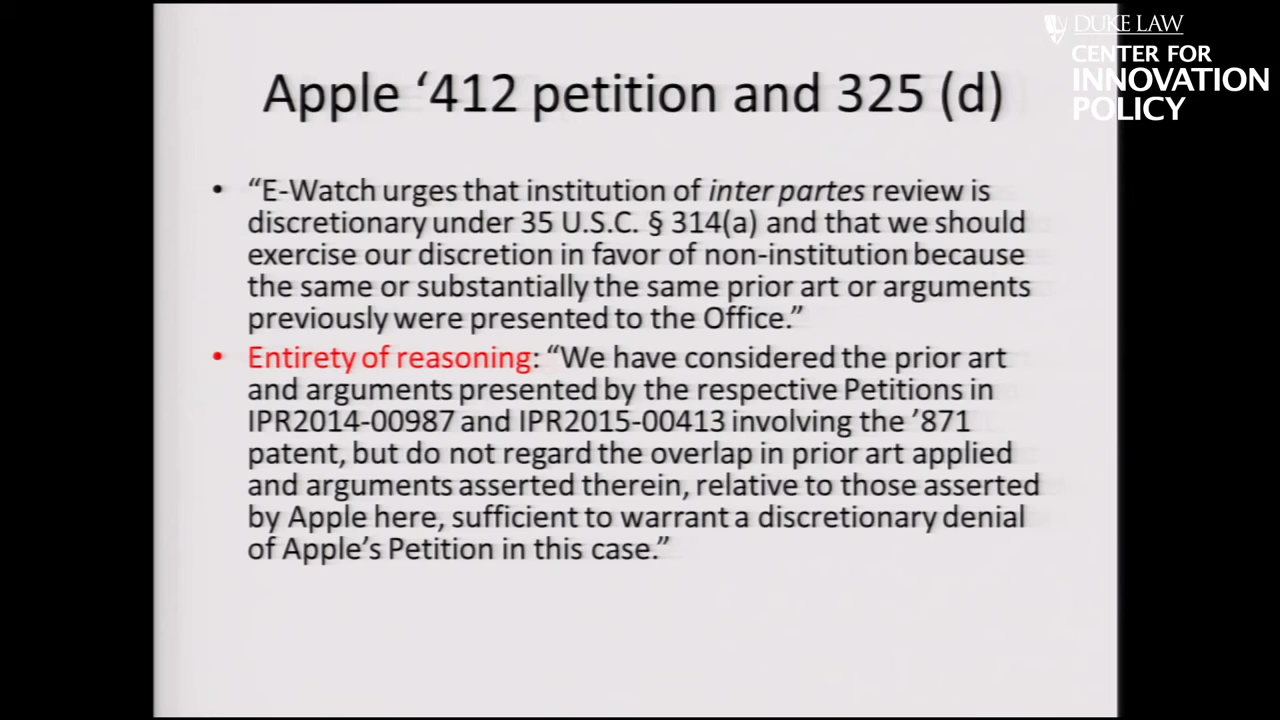 DUKE LAW
CENTER FOR
INNOVATION
POLICY
Apple ‘412 petition and 325 (d)
• “E-Watch urges that institution of inter partes review is
discretionary under 35 U.S.C. § 314(a) and that we should
exercise our discretion in favor of non-institution because
the same or substantially the same prior art or arguments
previously were presented to the Office.”
• Entirety of reasoning: “We have considered the prior art
and arguments presented by the respective Petitions in
IPR2014-00987 and IPR2015-00413 involving the ’871
patent, but do not regard the overlap in prior art applied
and arguments asserted therein, relative to those asserted
by Apple here, sufficient to warrant a discretionary denial
of Apple’s Petition in this case.”